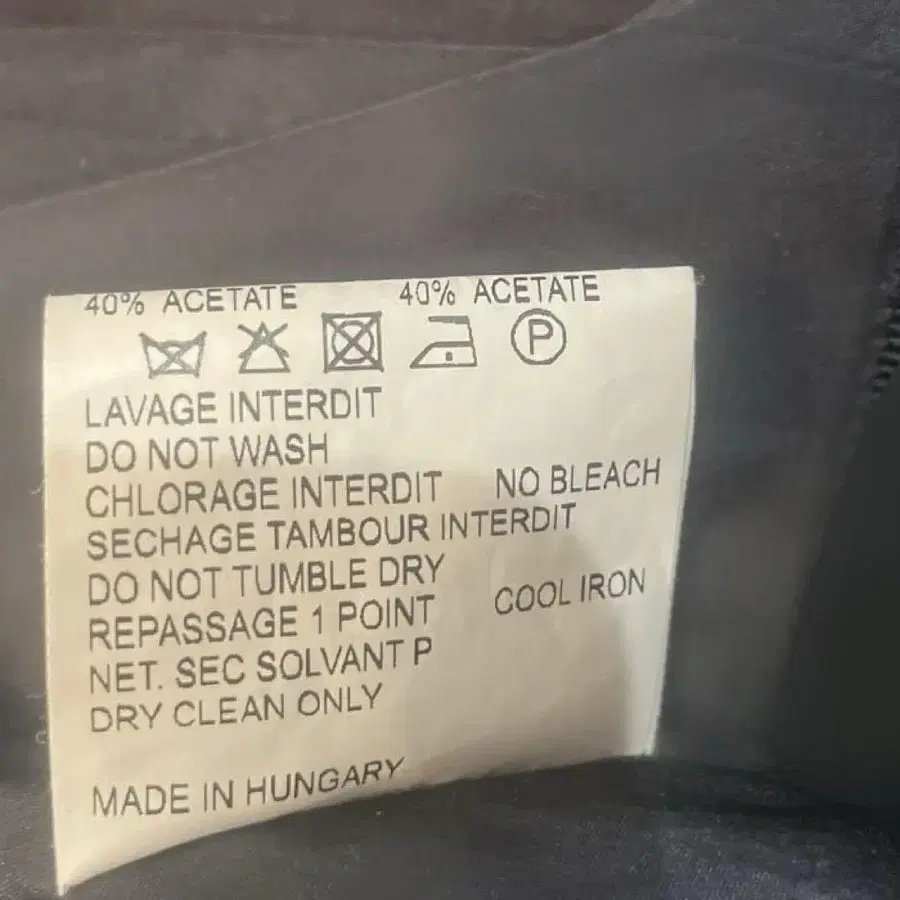 40% ACETATE 40% ACETATE
P
LAVAGE INTERDIT
DO NOT WASH
CHLORAGE INTERDIT NO BLEACH
SECHAGE TAMBOUR INTERDIT
DO NOT TUMBLE DRY
REPASSAGE 1 POINT COOL IRON
NET. SEC SOLVANT P
DRY CLEAN ONLY
MADE IN HUNGARY